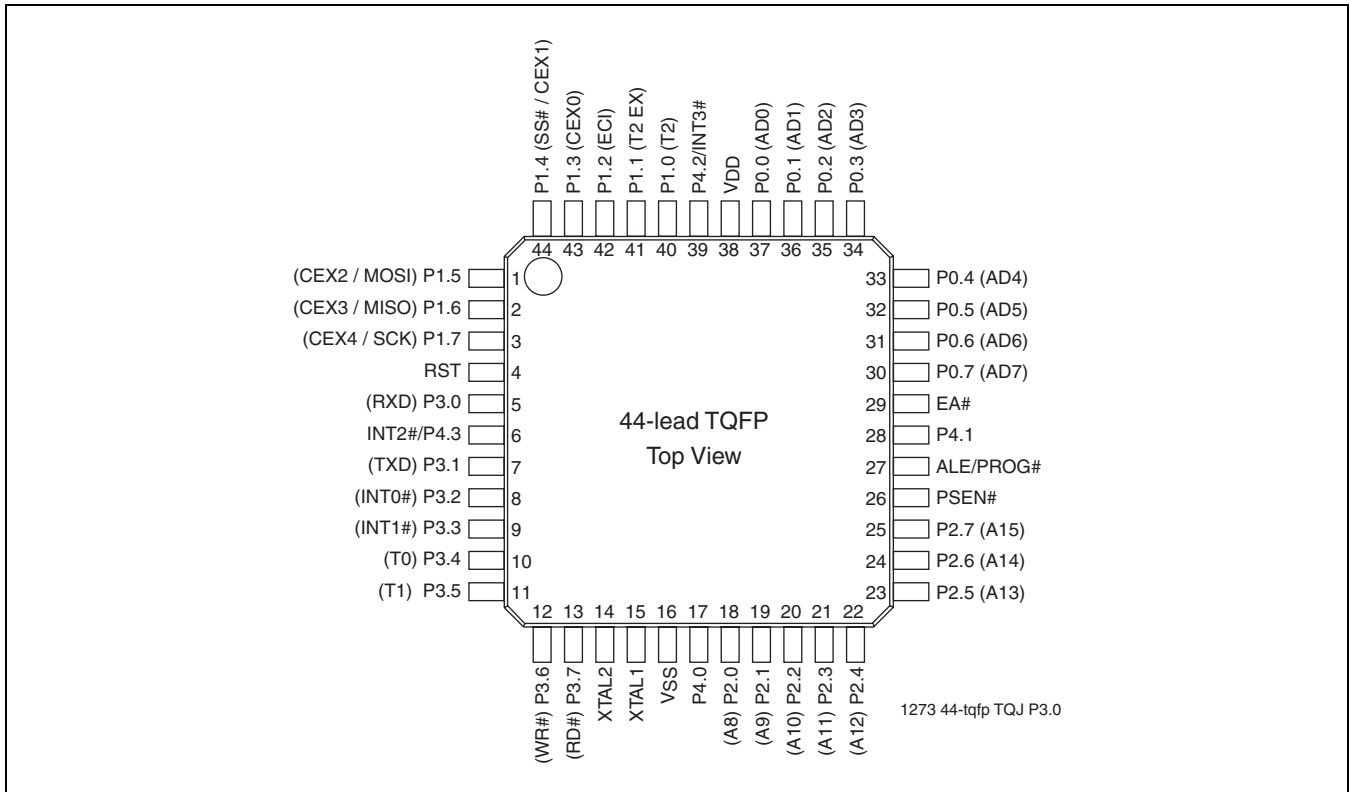 P1.4 (SS# / CEX1)
P1.3 (CEX0)
P1.2 (ECI)
P1.1 (T2 EX)
P1.0 (T2)
P4.2/INT3#
VDD
P0.0 (AD0)
P0.1 (AD1)
P0.2 (AD2)
P0.3 (AD3)
44 43 42 41 40 39 38 37 36 35 34
(CEX2 / MOSI) P1.5 1
(CEX3 / MISO) P1.6 2
(CEX4 / SCK) P1.7 3
RST 4
(RXD) P3.0 5
INT2#/P4.3 6
(TXD) P3.1 7
(INT0#) P3.2 8
(INT1#) P3.3 9
(T0) P3.4 10
(T1) P3.5 11
44-lead TQFP
Top View
33 P0.4 (AD4)
32 P0.5 (AD5)
31 P0.6 (AD6)
30 P0.7 (AD7)
29 EA#
28 P4.1
27 ALE/PROG#
26 PSEN#
25 P2.7 (A15)
24 P2.6 (A14)
23 P2.5 (A13)
12 13 14 15 16 17 18 19 20 21 22
(WR#) P3.6
(RD#) P3.7
XTAL2
XTAL1
VSS
P4.0
(A8) P2.0
(A9) P2.1
(A10) P2.2
(A11) P2.3
(A12) P2.4
1273 44-tqfp TQJ P3.0